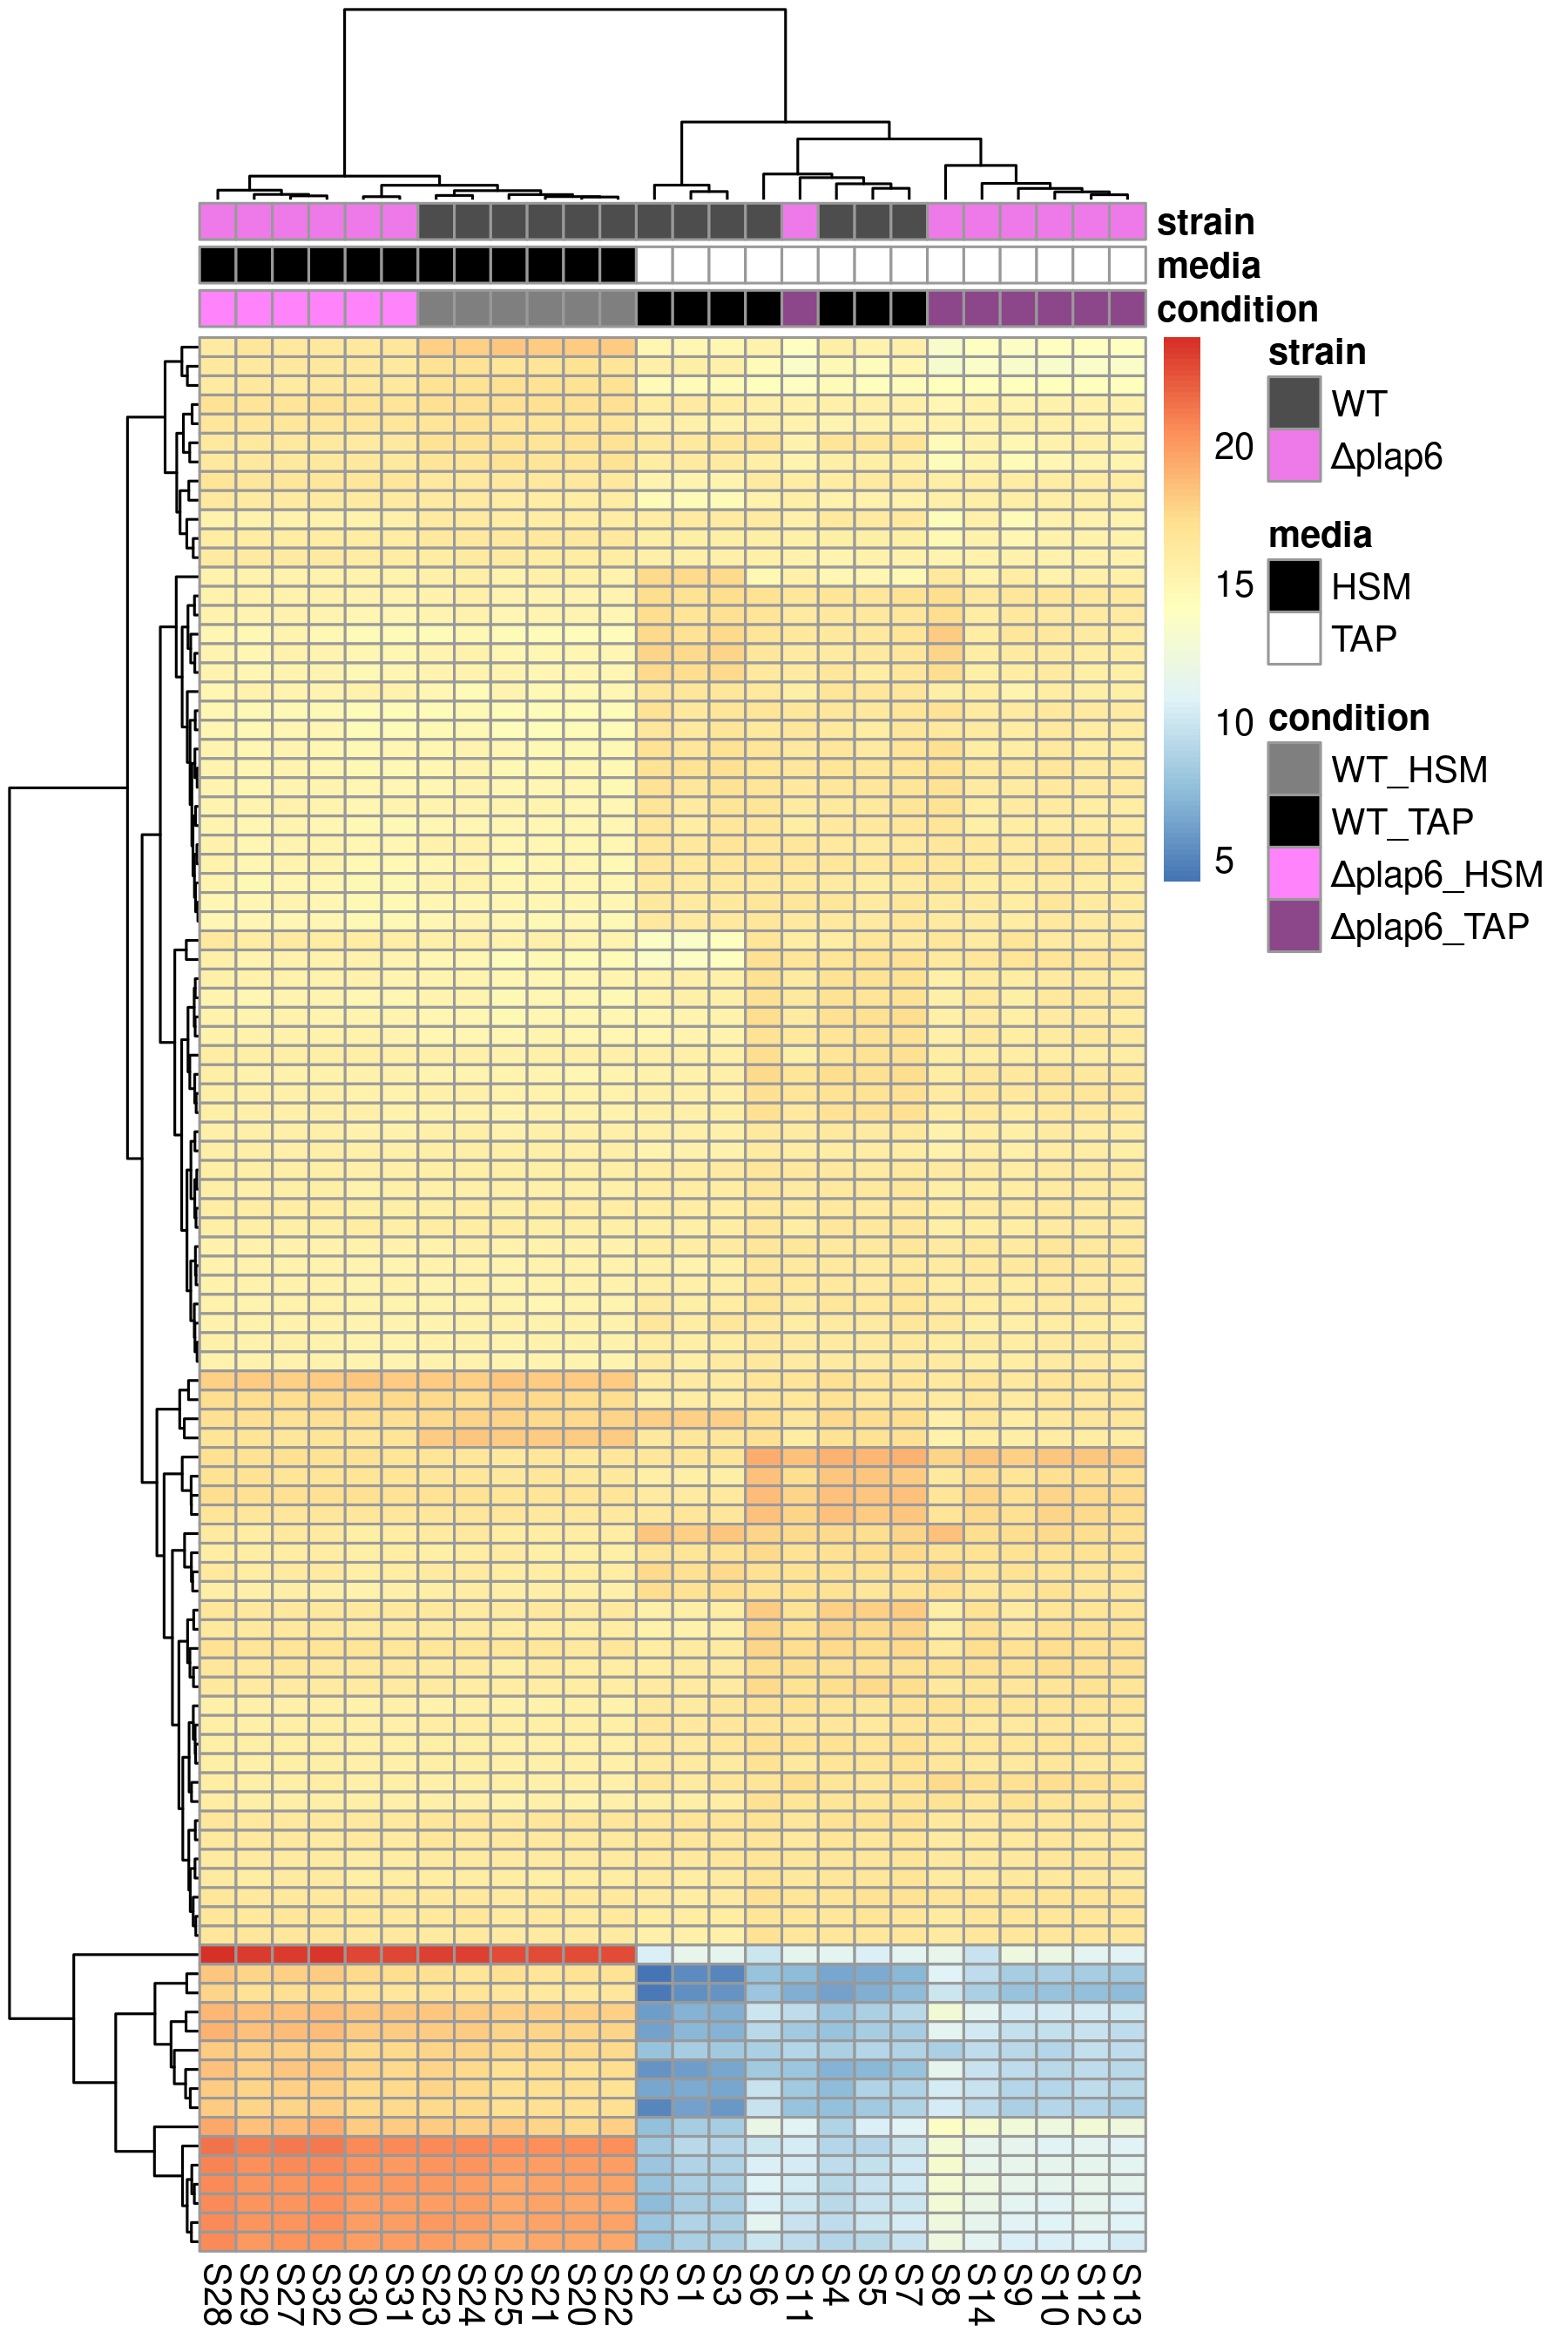 strain
media
condition
20
15
10
5
strain
WT
Δplap6
media
HSM
TAP
condition
WT_HSM
WT_TAP
Δplap6_HSM
Δplap6_TAP
S28
S29
S27
S32
S30
S31
S23
S24
S25
S21
S20
S22
S2
S1
S3
S6
S11
S4
S5
S7
S8
S14
S9
S10
S12
S13